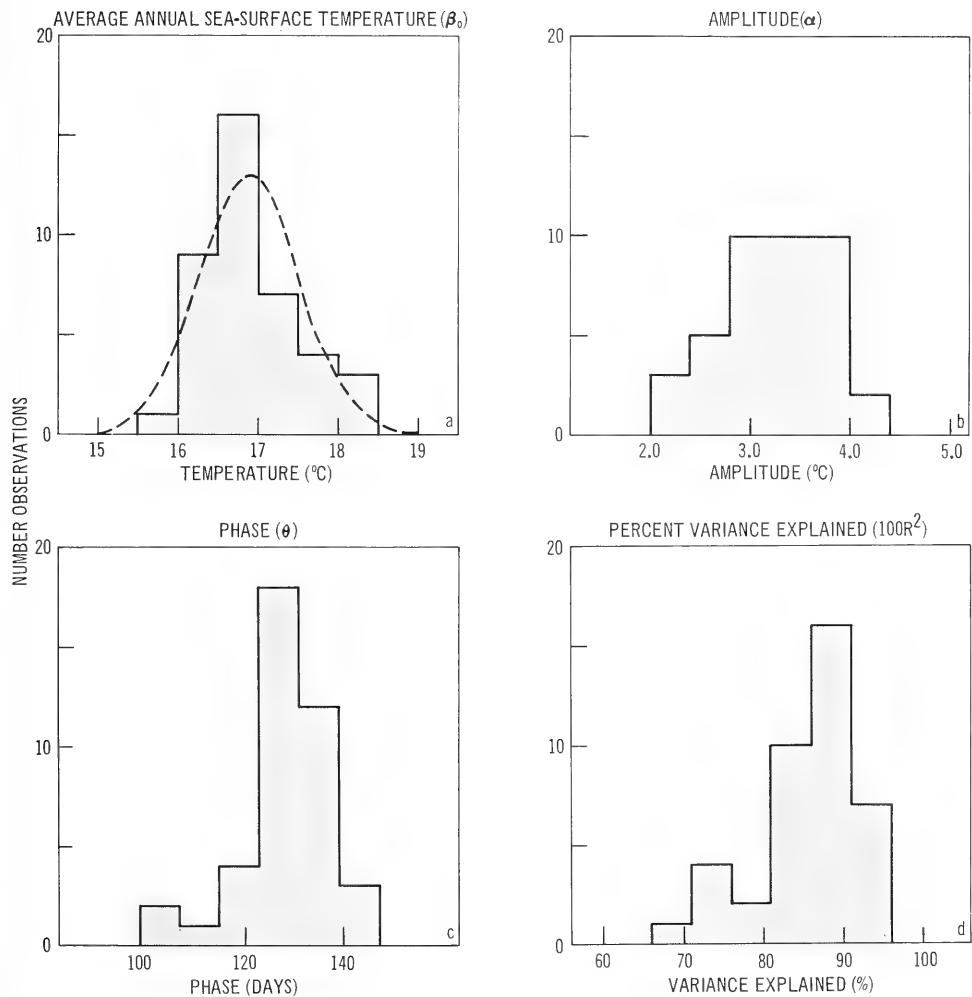 AVERAGE ANNUAL SEA-SURFACE TEMPERATURE (β₀)
20
10
0
15 16 17 18 19
TEMPERATURE (°C)
a
AMPLITUDE(α)
20
10
0
2.0 3.0 4.0 5.0
AMPLITUDE (°C)
b
NUMBER OBSERVATIONS
PHASE (θ)
20
10
0
100 120 140
PHASE (DAYS)
c
PERCENT VARIANCE EXPLAINED (100R²)
20
10
0
60 70 80 90 100
VARIANCE EXPLAINED (%)
d